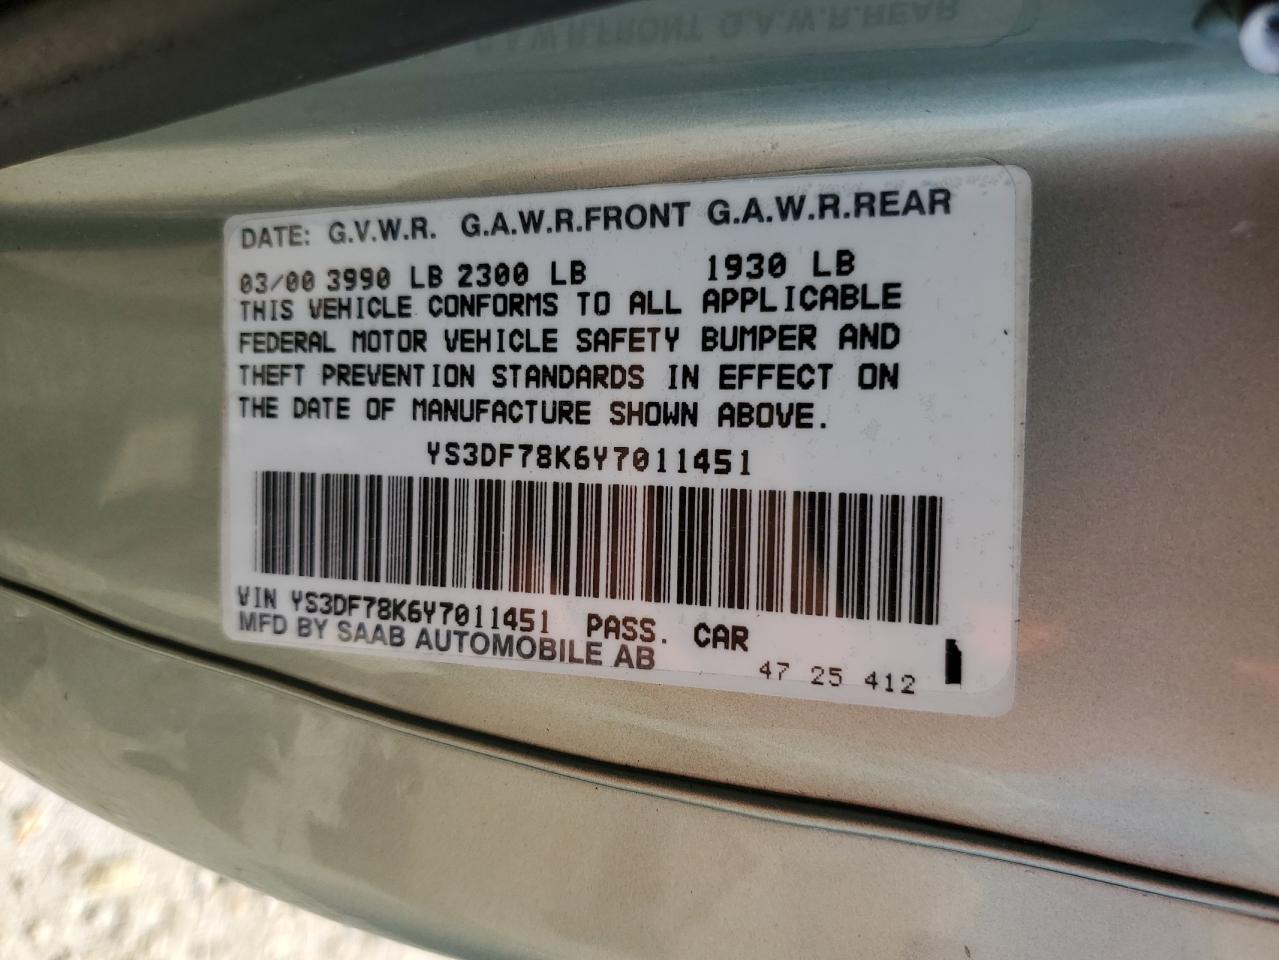 G.A.W.R.FRONT G.A.W.R.REAR
DATE: G.V.W.R. G.A.W.R.FRONT G.A.W.R.REAR
03/00 3990 LB 2300 LB 1930 LB
THIS VEHICLE CONFORMS TO ALL APPLICABLE
FEDERAL MOTOR VEHICLE SAFETY BUMPER AND
THEFT PREVENTION STANDARDS IN EFFECT ON
THE DATE OF MANUFACTURE SHOWN ABOVE.
YS3DF78K6Y7011451
VIN YS3DF78K6Y7011451 PASS. CAR
MFD BY SAAB AUTOMOBILE AB
47 25 412